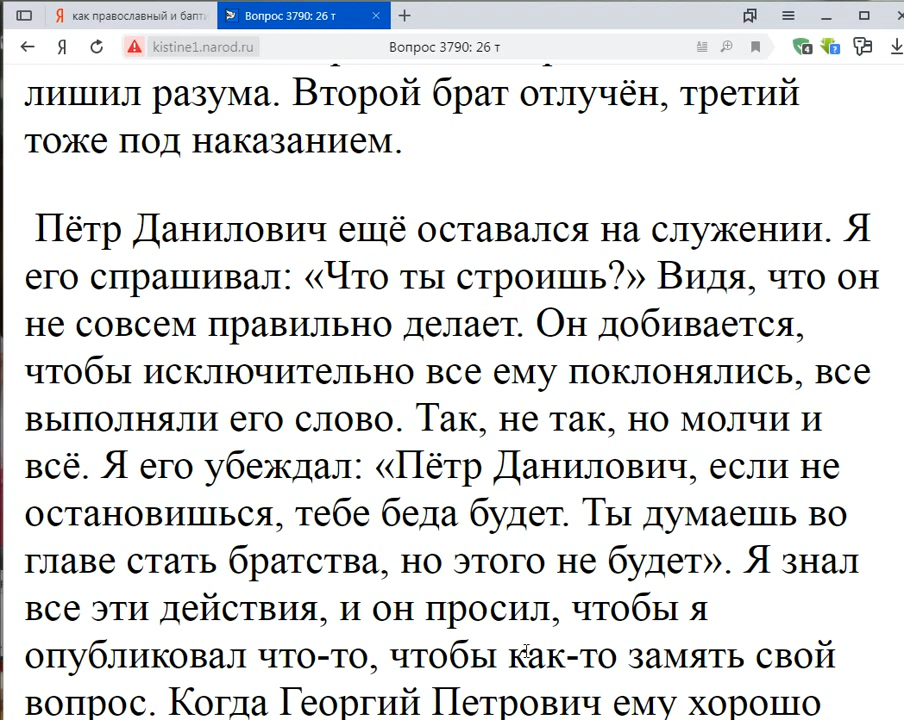 как православный и бапти
Вопрос 3790: 26 т
kistine1.narod.ru
Вопрос 3790: 26 т
лишил разума. Второй брат отлучён, третий
тоже под наказанием.
Пётр Данилович ещё оставался на служении. Я
его спрашивал: «Что ты строишь?» Видя, что он
не совсем правильно делает. Он добивается,
чтобы исключительно все ему поклонялись, все
выполняли его слово. Так, не так, но молчи и
всё. Я его убеждал: «Пётр Данилович, если не
остановишься, тебе беда будет. Ты думаешь во
главе стать братства, но этого не будет». Я знал
все эти действия, и он просил, чтобы я
опубликовал что-то, чтобы как-то замять свой
вопрос. Когда Георгий Петрович ему хорошо